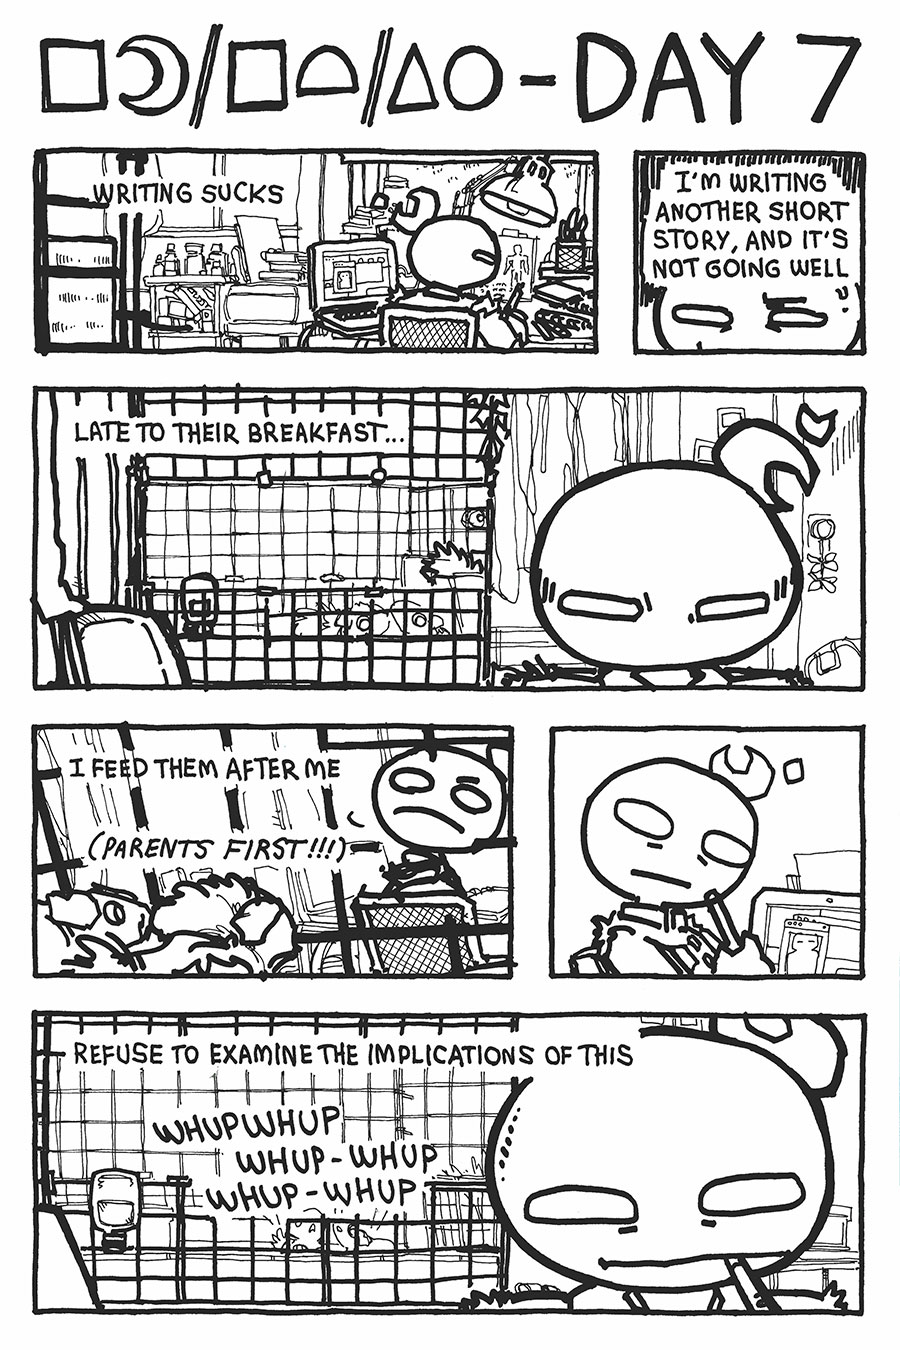 □☽/□⌓/△○-DAY 7
WRITING SUCKS
I'M WRITING
ANOTHER SHORT
STORY, AND IT'S
NOT GOING WELL
LATE TO THEIR BREAKFAST...
I FEED THEM AFTER ME
(PARENTS FIRST!!!)
REFUSE TO EXAMINE THE IMPLICATIONS OF THIS
WHUPWHUP
WHUP-WHUP
WHUP-WHUP